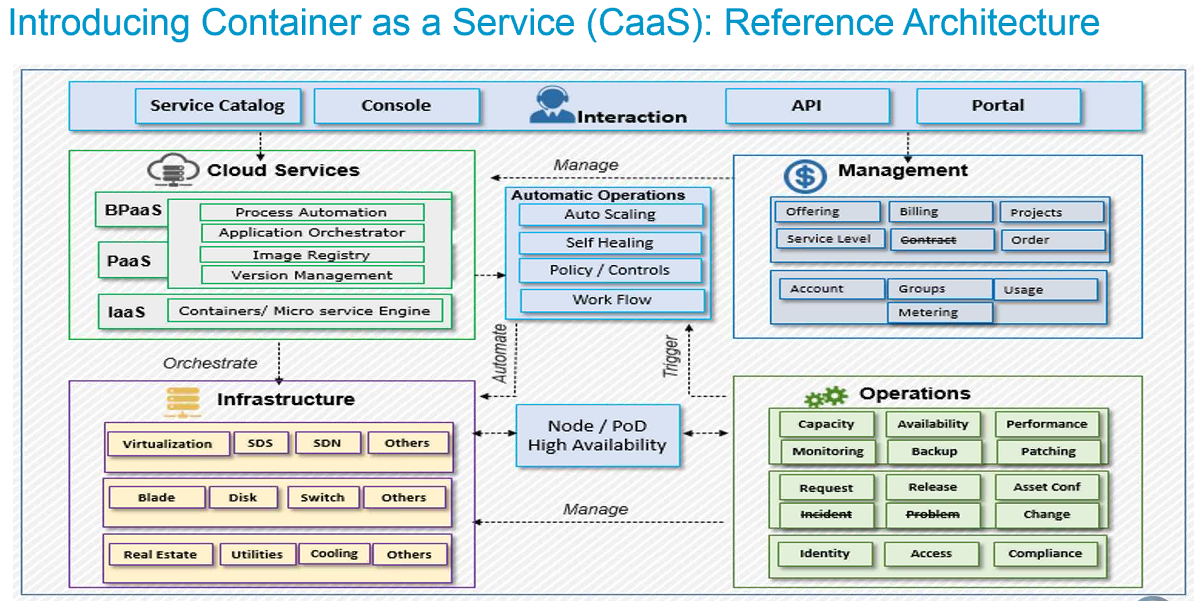 Introducing Container as a Service (CaaS): Reference Architecture
Service Catalog
Console
Interaction
API
Portal
Cloud Services
BPaaS
Process Automation
Application Orchestrator
PaaS
Image Registry
Version Management
IaaS
Containers/ Micro service Engine
Manage
Automatic Operations
Auto Scaling
Self Healing
Policy / Controls
Work Flow
Management
Offering
Billing
Projects
Service Level
Contract
Order
Account
Groups
Usage
Metering
Orchestrate
Automate
Trigger
Infrastructure
Virtualization
SDS
SDN
Others
Blade
Disk
Switch
Others
Real Estate
Utilities
Cooling
Others
Node / PoD
High Availability
Manage
Operations
Capacity
Availability
Performance
Monitoring
Backup
Patching
Request
Release
Asset Conf
Incident
Problem
Change
Identity
Access
Compliance